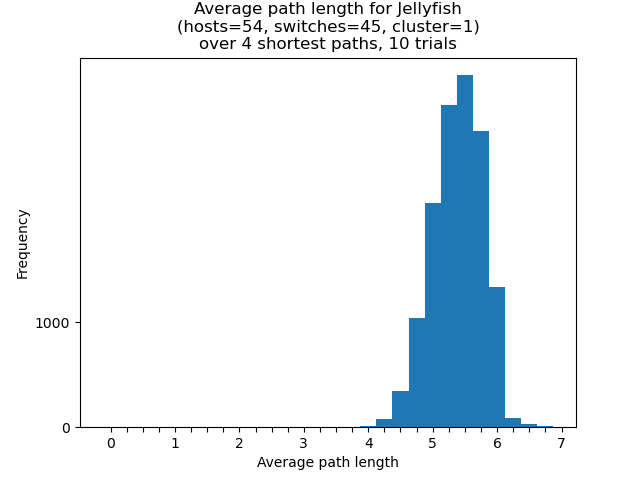 Average path length for Jellyfish
(hosts=54, switches=45, cluster=1)
over 4 shortest paths, 10 trials
Frequency
1000
0
0 1 2 3 4 5 6 7
Average path length